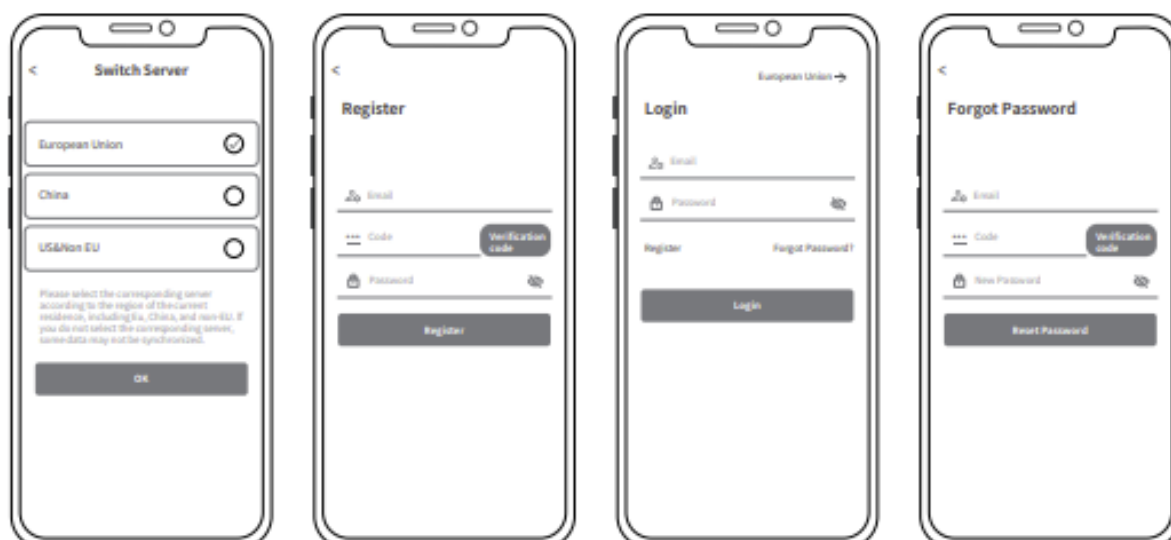 <
Switch Server
European Union
China
US&Non EU
Please select the corresponding server
according to the region of the current
residence, including Eu, China, and non-EU. If
you do not select the corresponding server,
some data may not be synchronized.
OK
<
Register
Email
Code
Verification
code
Password
Register
European Union →
Login
Email
Password
Register Forgot Password?
Login
<
Forgot Password
Email
Code
Verification
code
New Password
Reset Password